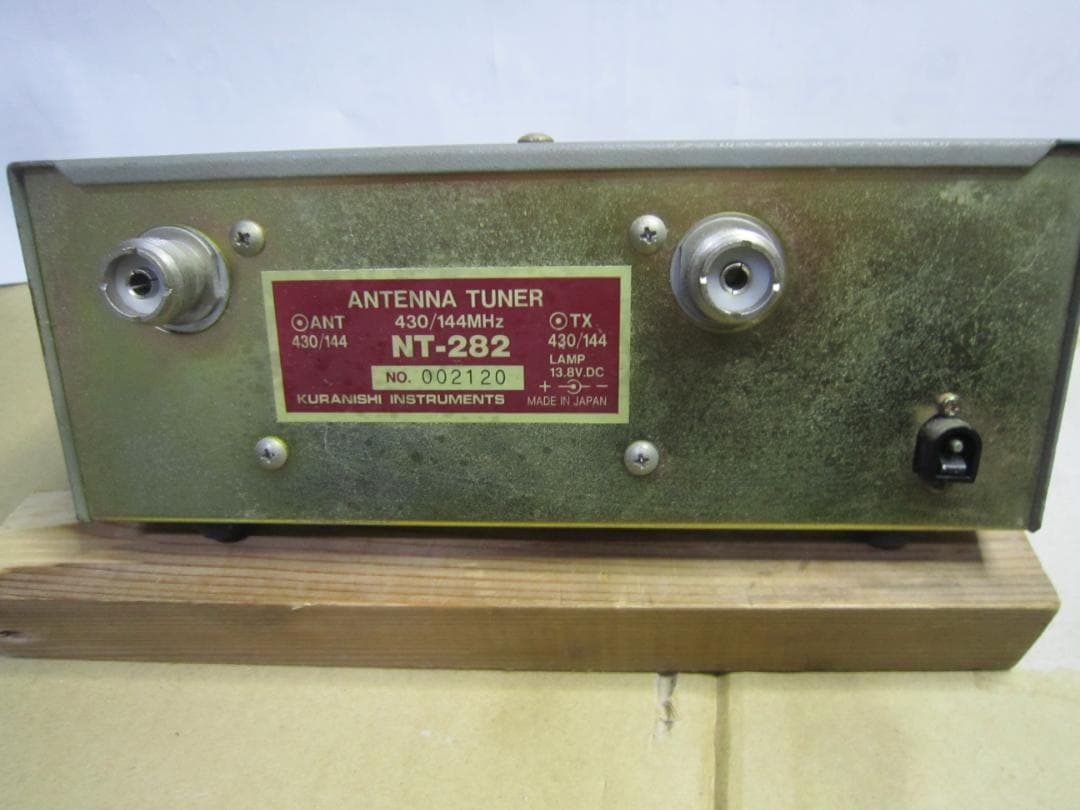 ANTENNA TUNER
ANT 430/144MHz TX
430/144 NT-282 430/144
LAMP
13.8V.DC
NO. 002120 + −
KURANISHI INSTRUMENTS MADE IN JAPAN